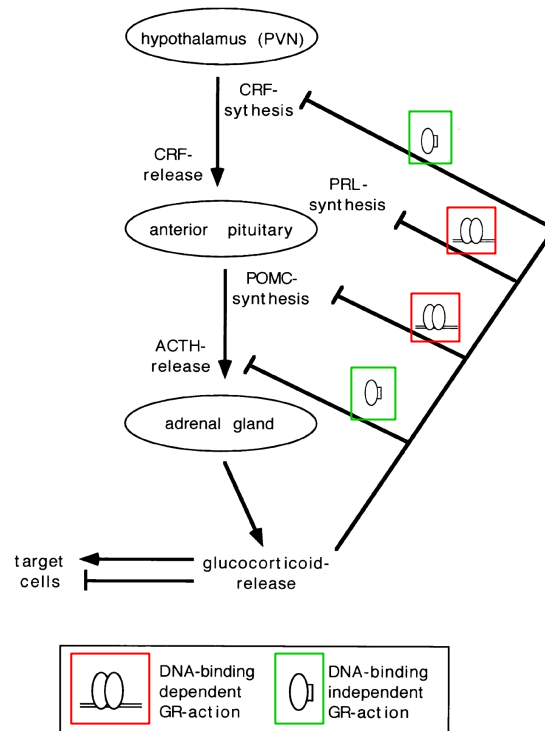 hypothalamus (PVN)
CRF-
sythesis
CRF-
release
PRL-
synthesis
anterior pituitary
POMC-
synthesis
ACTH-
release
adrenal gland
target
cells
glucocorticoid-
release
DNA-binding
dependent
GR-action
DNA-binding
independent
GR-action